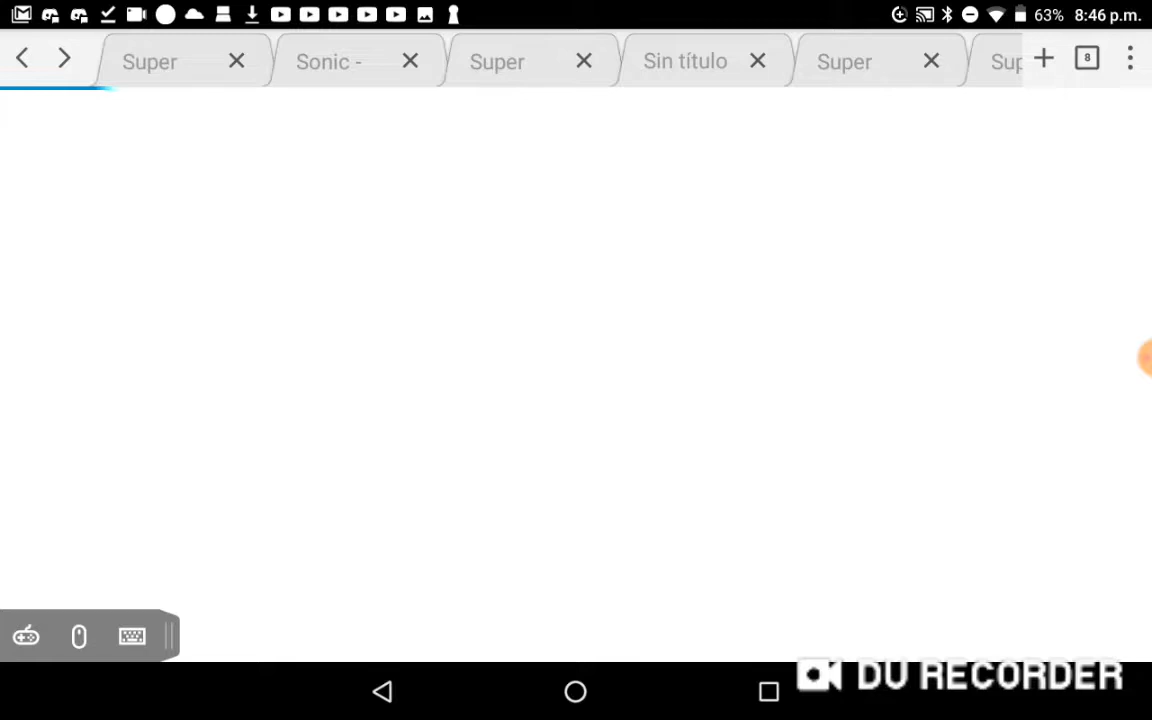 63% 8:46 p.m.
Super Sonic - Super Sin título Super Sup 8
DU RECORDER